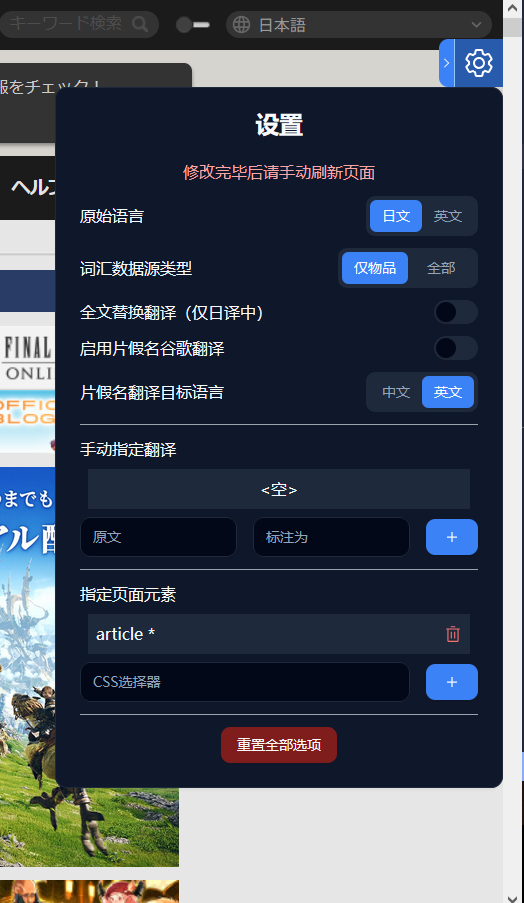 キーワード検索
日本語
報をチェック！
设置
修改完毕后请手动刷新页面
ヘルプ
原始语言 日文 英文
词汇数据源类型 仅物品 全部
全文替换翻译（仅日译中）
启用片假名谷歌翻译
FINAL
ONLI
片假名翻译目标语言 中文 英文
OFFIC
BLOG
手动指定翻译
<空>
までも
原文 标注为 +
アル
指定页面元素
article *
CSS选择器 +
重置全部选项